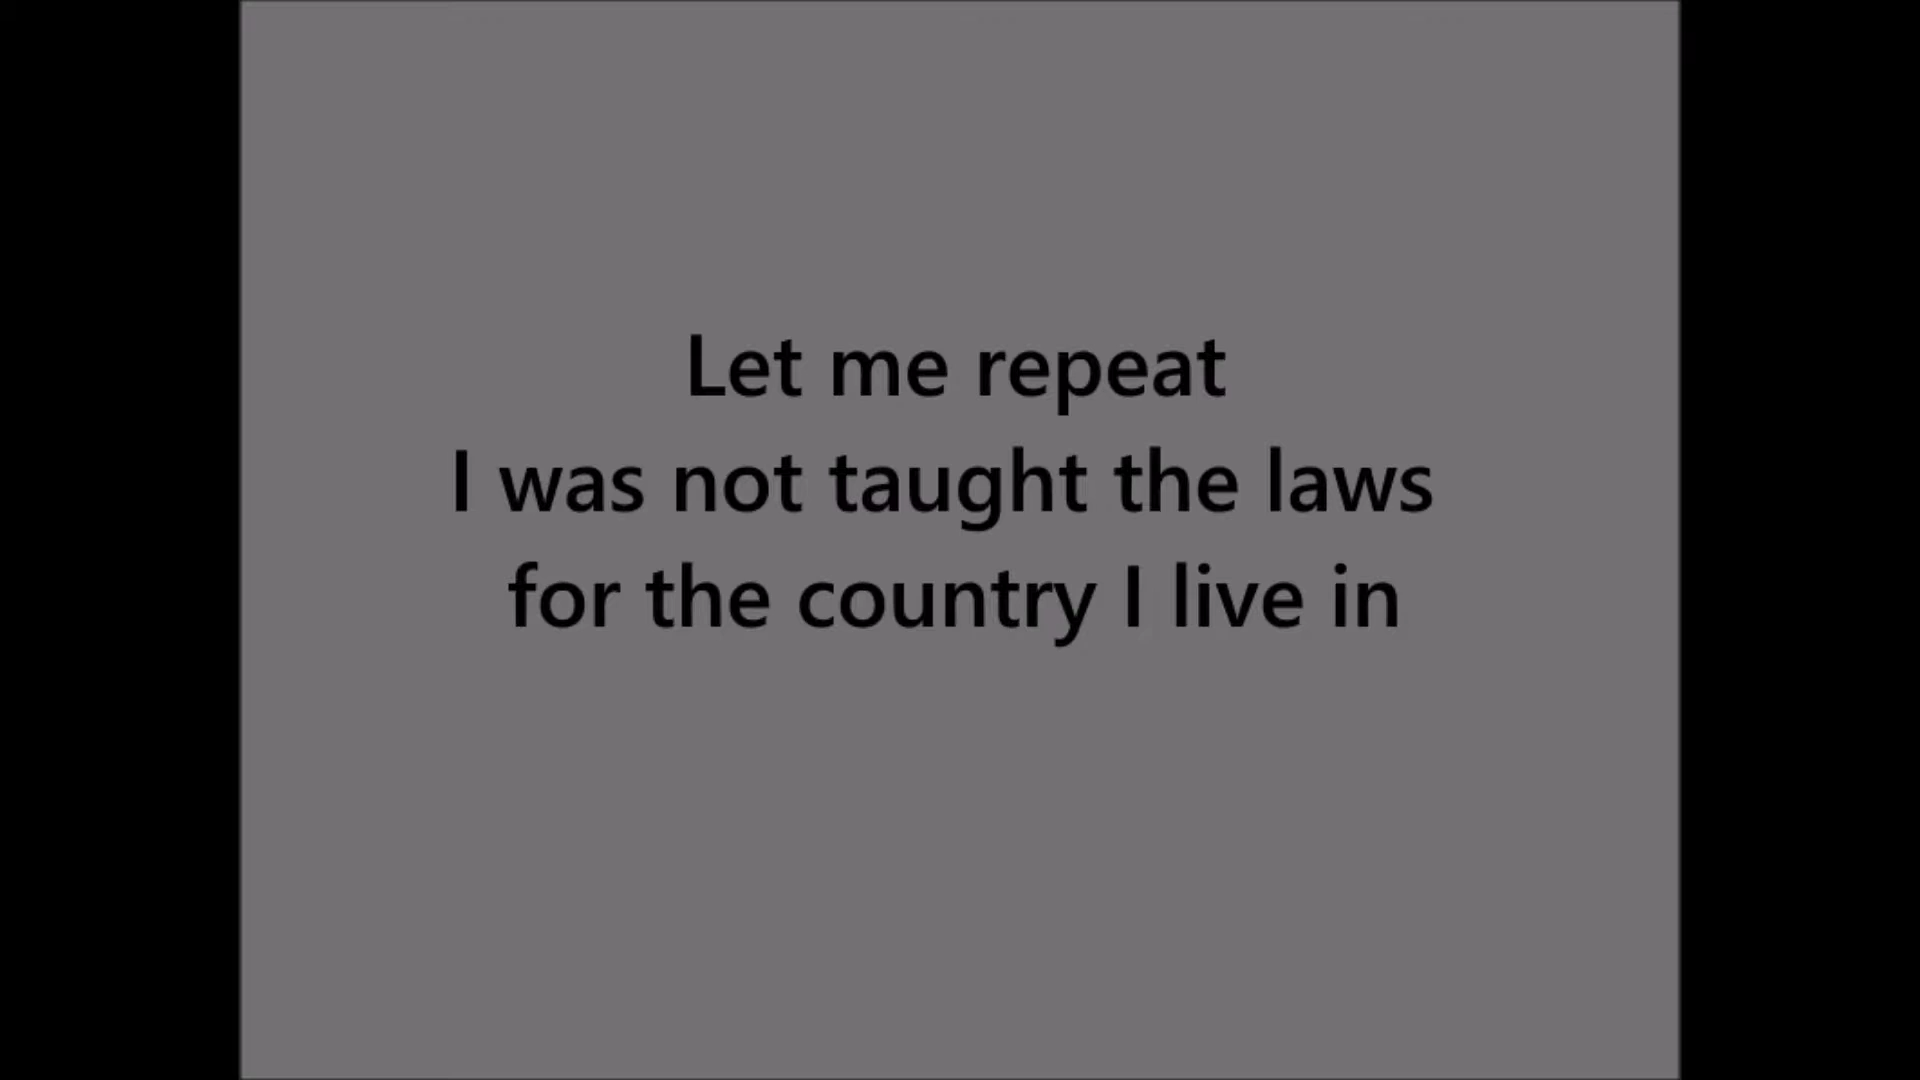 Let me repeat
I was not taught the laws
for the country I live in